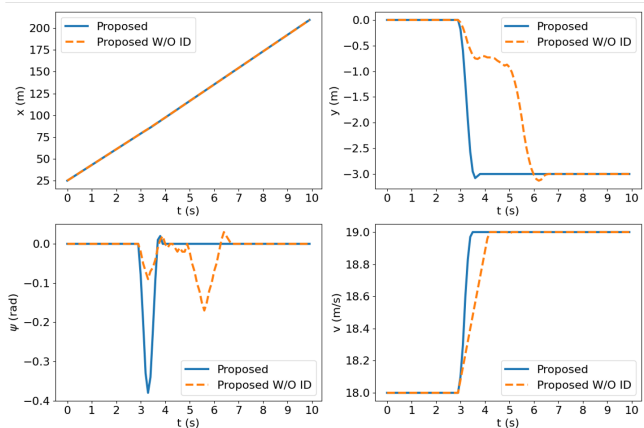 200
175
150
125
100
75
50
25
x (m)
Proposed
Proposed W/O ID
0 1 2 3 4 5 6 7 8 9 10
t (s)
0.0
−0.5
−1.0
−1.5
−2.0
−2.5
−3.0
y (m)
Proposed
Proposed W/O ID
0 1 2 3 4 5 6 7 8 9 10
t (s)
0.0
−0.1
−0.2
−0.3
−0.4
ψ (rad)
Proposed
Proposed W/O ID
0 1 2 3 4 5 6 7 8 9 10
t (s)
19.0
18.8
18.6
18.4
18.2
18.0
v (m/s)
Proposed
Proposed W/O ID
0 1 2 3 4 5 6 7 8 9 10
t (s)